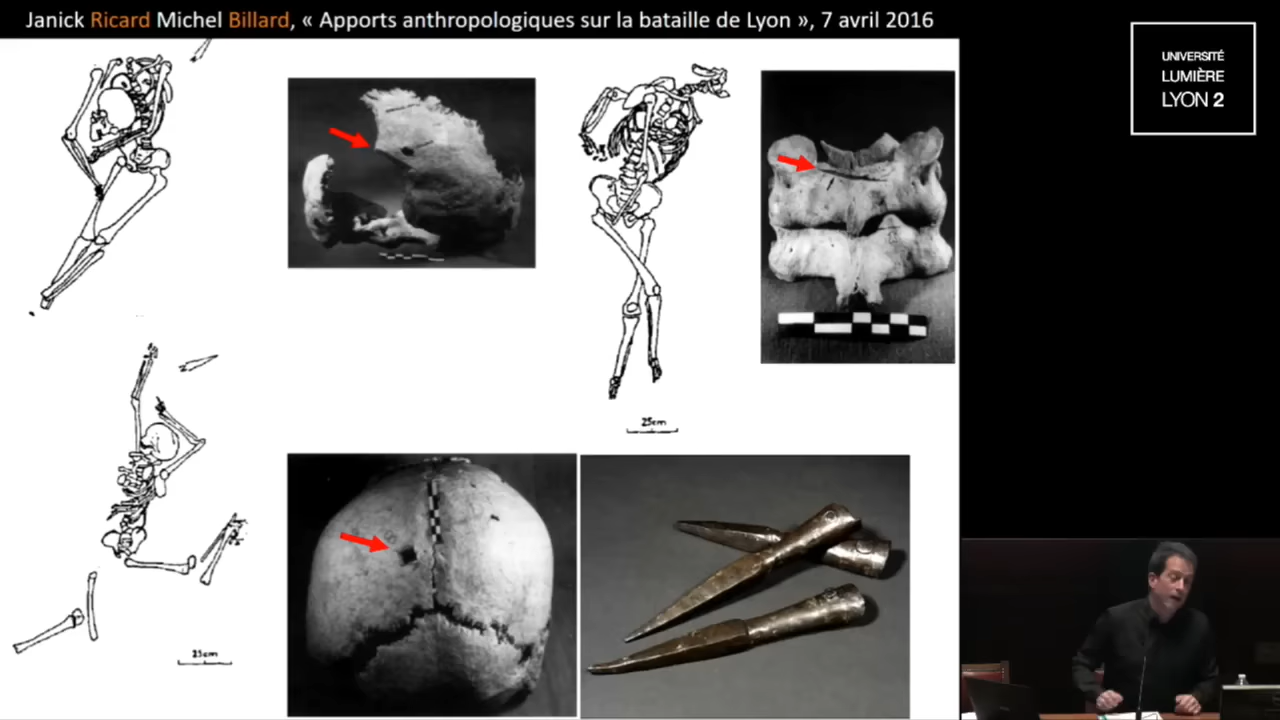 Janick Ricard Michel Billard, « Apports anthropologiques sur la bataille de Lyon », 7 avril 2016
UNIVERSITÉ
LUMIÈRE
LYON 2
25cm
25cm